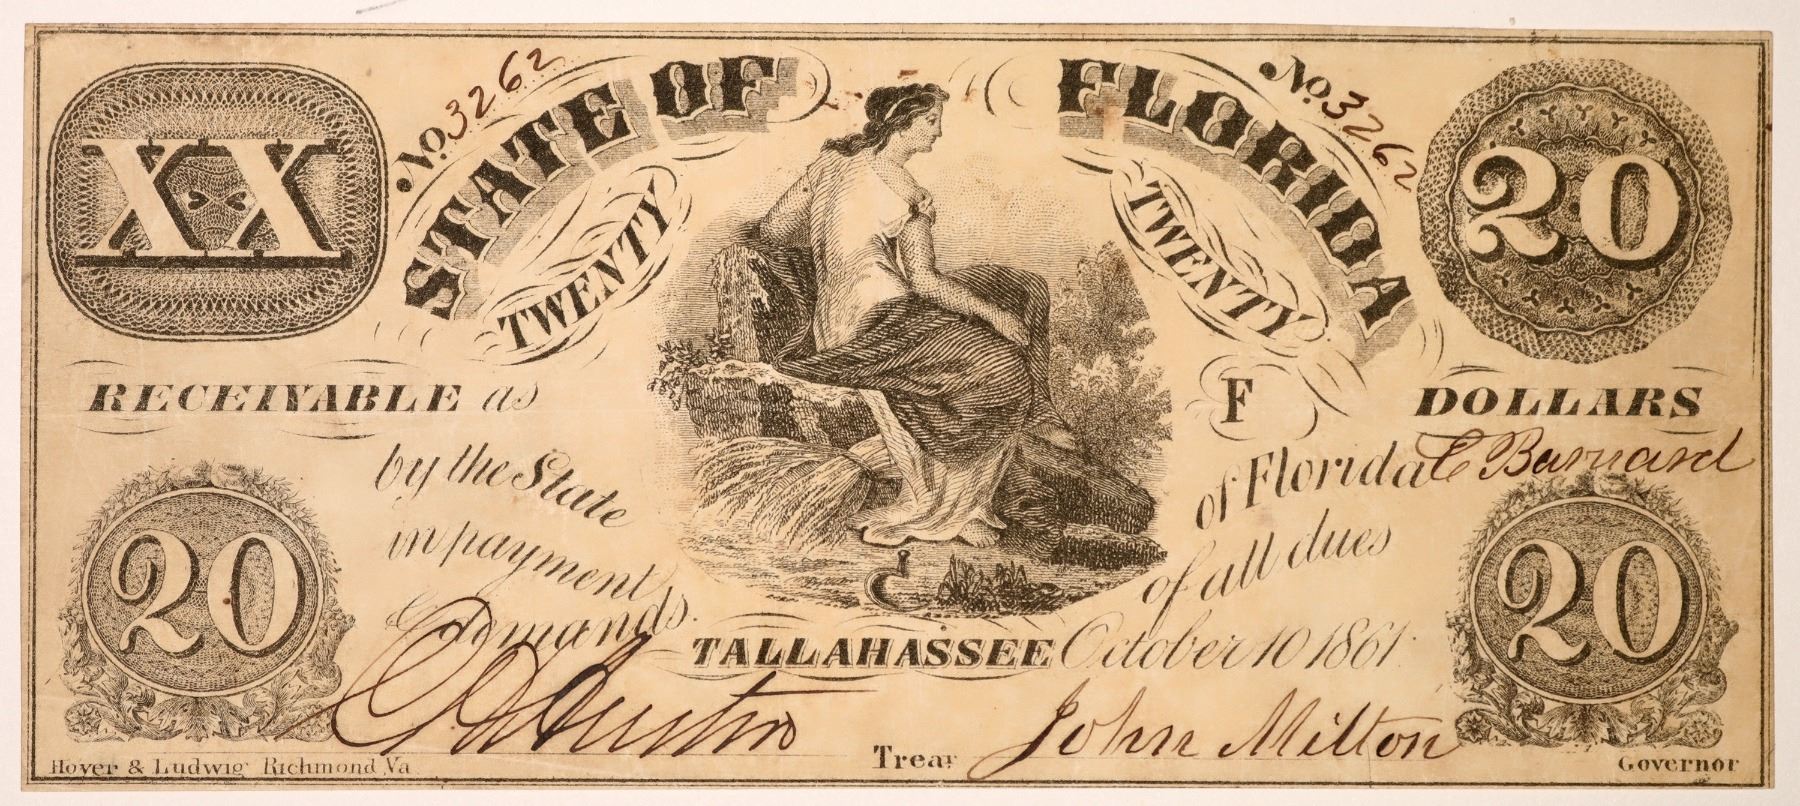 XX
No. 3262
STATE OF FLORIDA
No. 3262
20
TWENTY
TWENTY
RECEIVABLE as
F
DOLLARS
by the State
of Florida
C Barnard
in payment
of all dues
& demands.
TALLAHASSEE October 10 1861.
20
20
Treasr
John Milton
Governor
Hoyer & Ludwig Richmond, Va